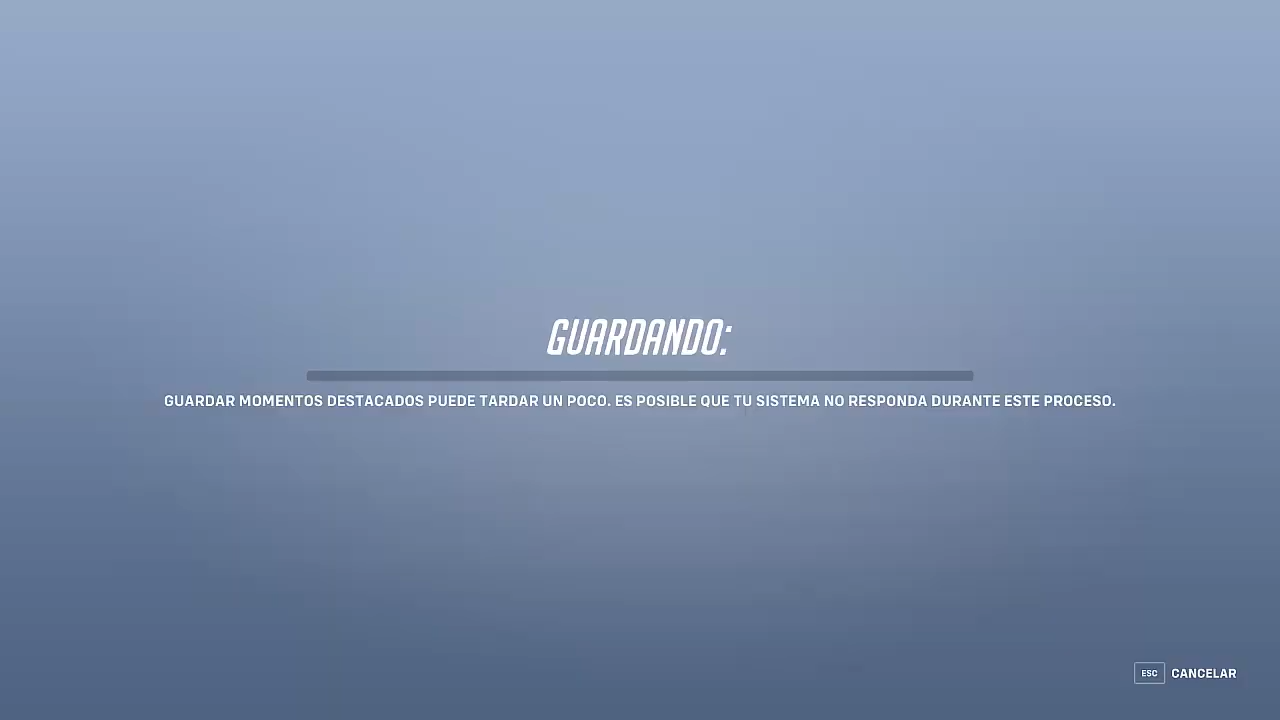 GUARDANDO:
GUARDAR MOMENTOS DESTACADOS PUEDE TARDAR UN POCO. ES POSIBLE QUE TU SISTEMA NO RESPONDA DURANTE ESTE PROCESO.
ESC CANCELAR